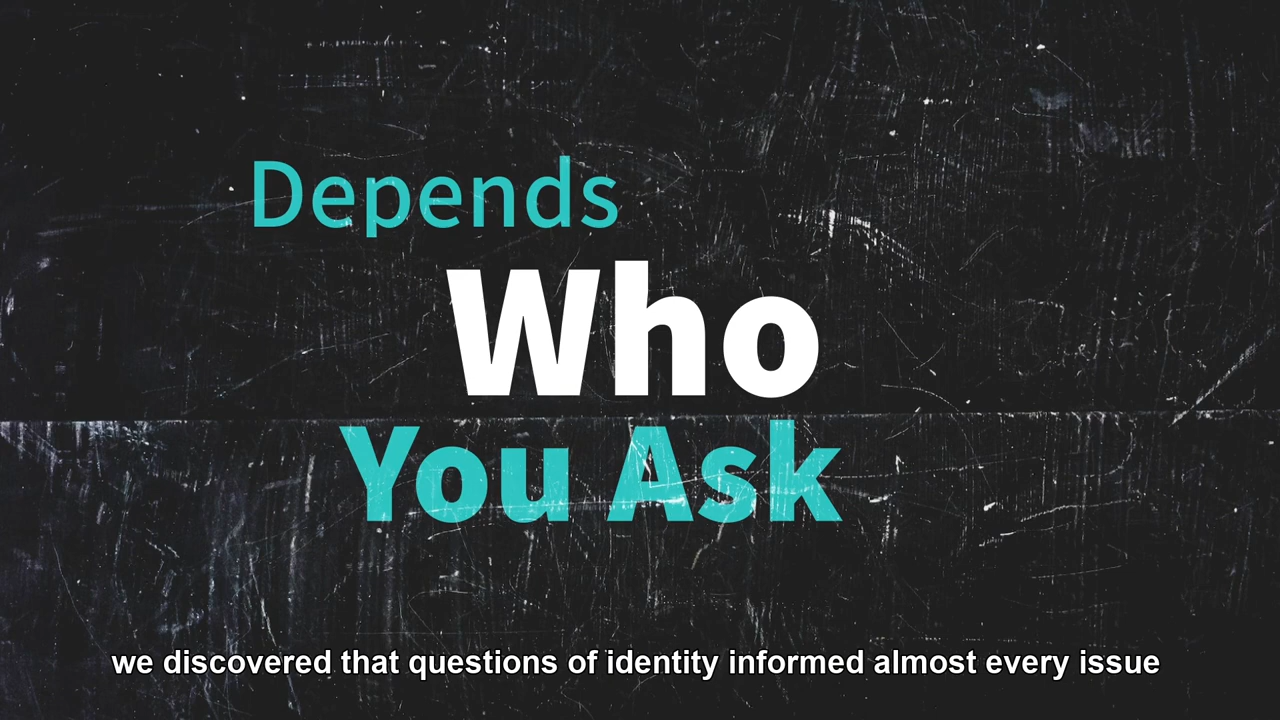 Depends
Who
You Ask
we discovered that questions of identity informed almost every issue